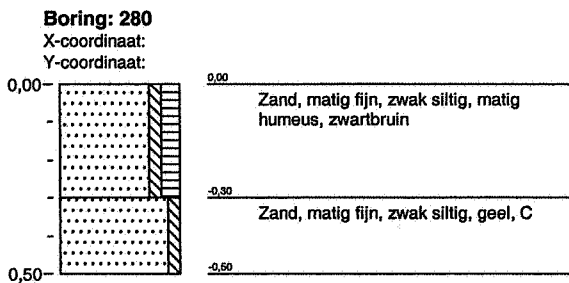 Boring: 280
X-coordinaat:
Y-coordinaat:
0,00
0,00
Zand, matig fijn, zwak siltig, matig
humeus, zwartbruin
-0,30
Zand, matig fijn, zwak siltig, geel, C
0,50
-0,50